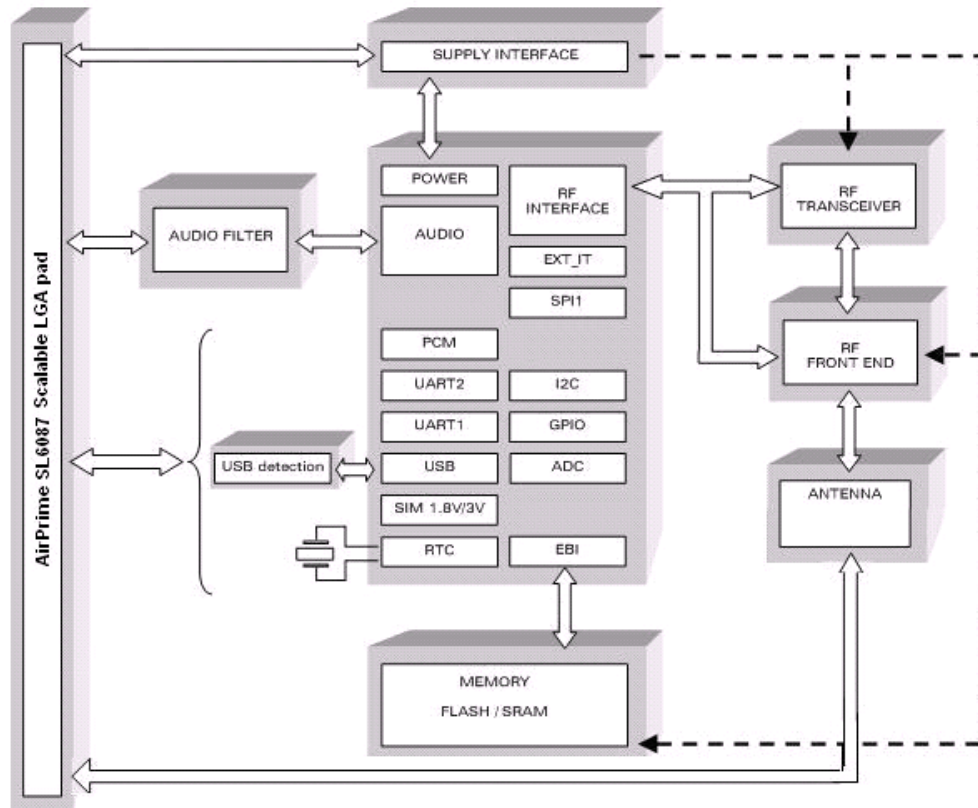 AirPrime SL6087 Scalable LGA pad
SUPPLY INTERFACE
POWER
AUDIO
AUDIO FILTER
RF
INTERFACE
EXT_IT
SPI1
PCM
UART2
UART1
USB
USB detection
SIM 1.8V/3V
RTC
I2C
GPIO
ADC
EBI
RF
TRANSCEIVER
RF
FRONT END
ANTENNA
MEMORY
FLASH / SRAM